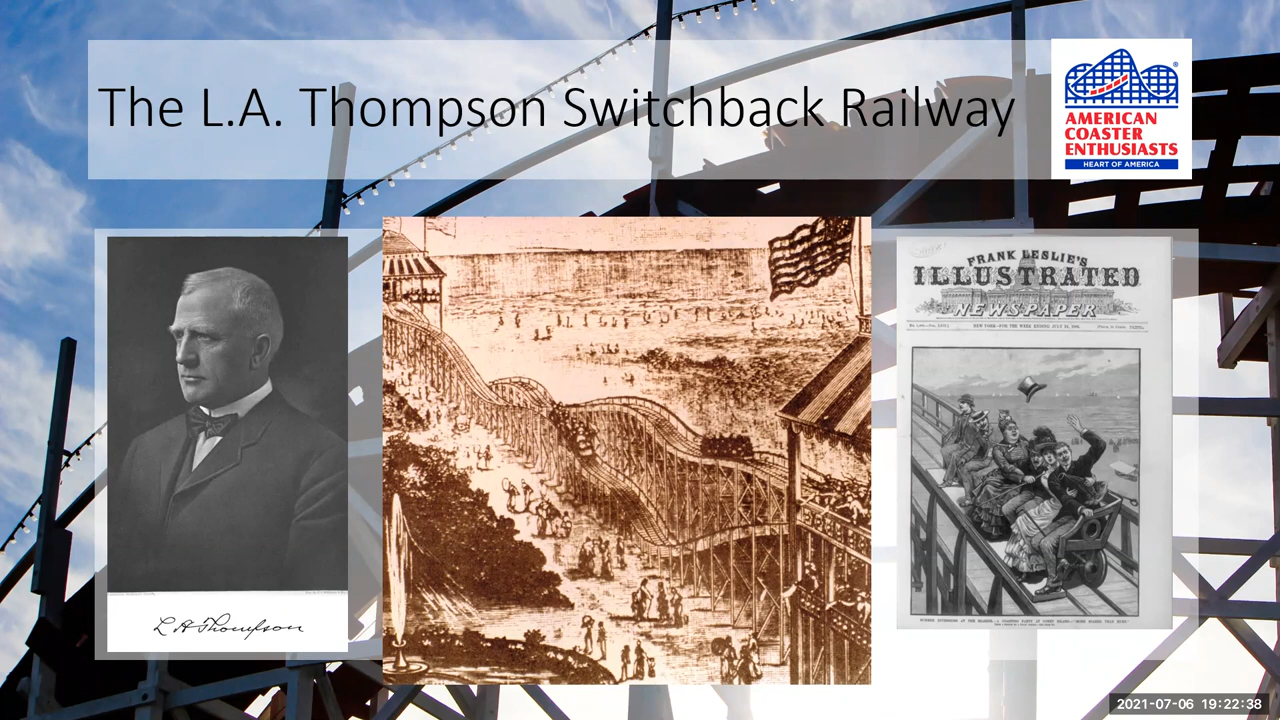 The L.A. Thompson Switchback Railway
AMERICAN
COASTER
ENTHUSIASTS
HEART OF AMERICA
FRANK LESLIE'S
ILLUSTRATED
NEWSPAPER
L A Thompson
2021-07-06 19:22:38